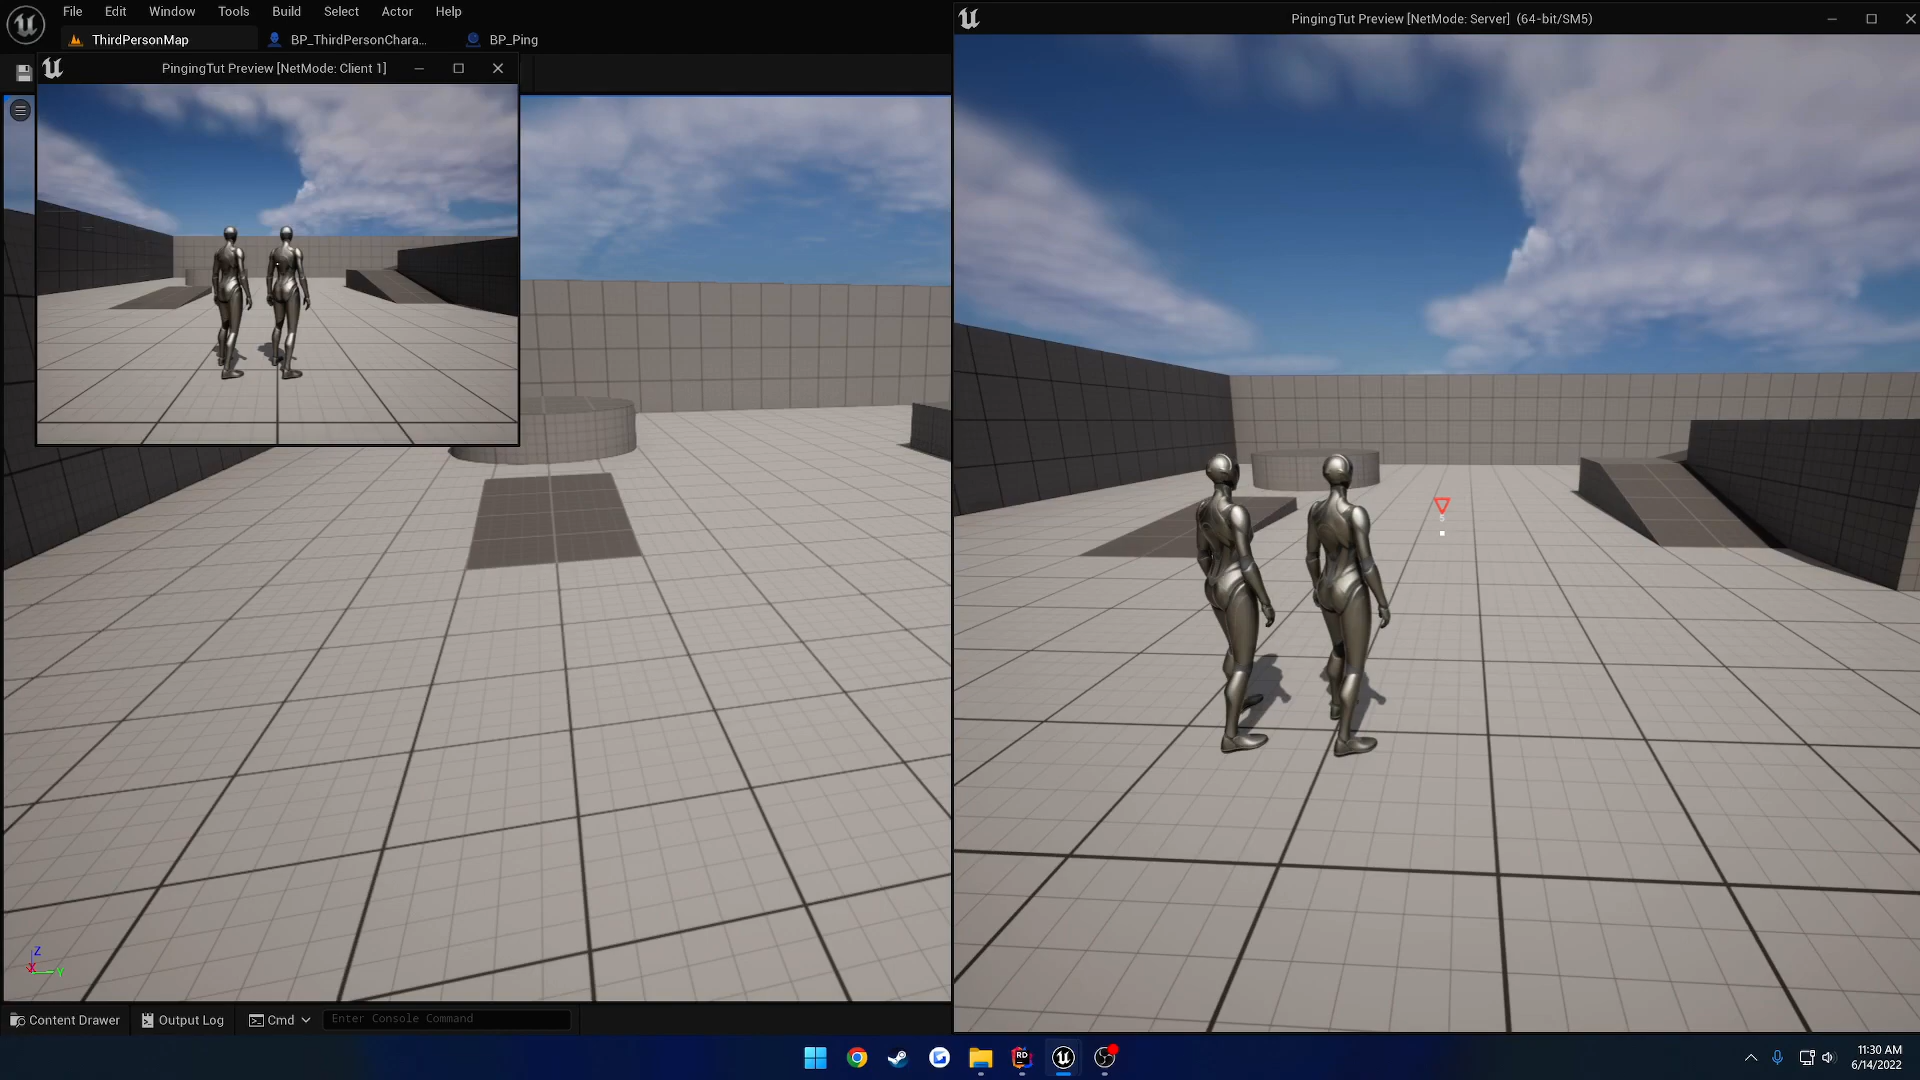 File Edit Window Tools Build Select Actor Help
ThirdPersonMap BP_ThirdPersonChara... BP_Ping
PingingTut Preview [NetMode: Client 1]
PingingTut Preview [NetMode: Server] (64-bit/SM5)
Z
X
Y
Content Drawer Output Log Cmd Enter Console Command
RD
11:30 AM
6/14/2022